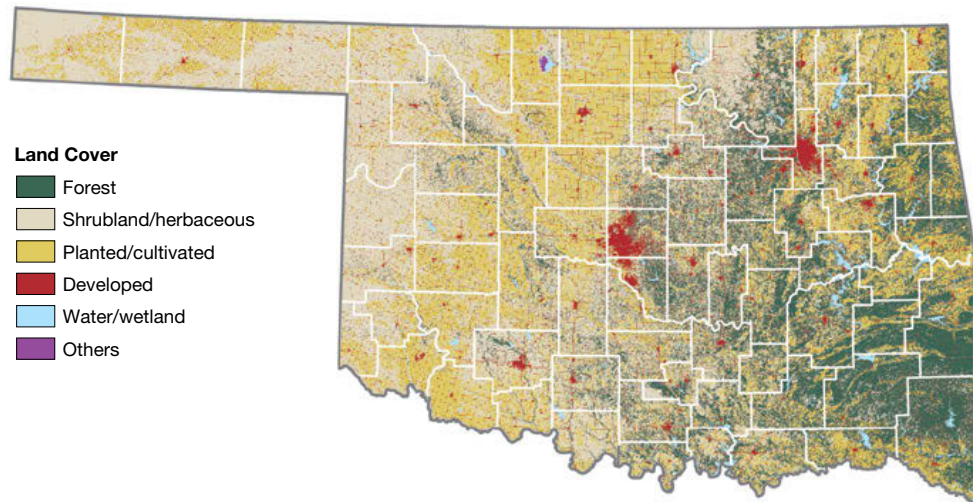 Land Cover
Forest
Shrubland/herbaceous
Planted/cultivated
Developed
Water/wetland
Others